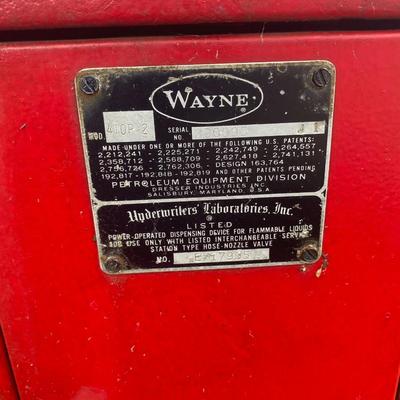 WAYNE
MOD. SERIAL NO.
MADE UNDER ONE OR MORE OF THE FOLLOWING U.S. PATENTS:
2,212,241 - 2,225,271 - 2,242,749 - 2,264,557
2,358,712 - 2,568,709 - 2,627,418 - 2,741,131
2,756,726 - 2,762,306. - DESIGN 163,764
192,817 - 192,818 - 192,819 AND OTHER PATENTS PENDING
PETROLEUM EQUIPMENT DIVISION
DRESSER INDUSTRIES INC.
SALISBURY, MARYLAND, U.S.A.
Underwriters' Laboratories, Inc.
LISTED
POWER-OPERATED DISPENSING DEVICE FOR FLAMMABLE LIQUIDS
FOR USE ONLY WITH LISTED INTERCHANGEABLE SERVICE
STATION TYPE HOSE-NOZZLE VALVE
NO.